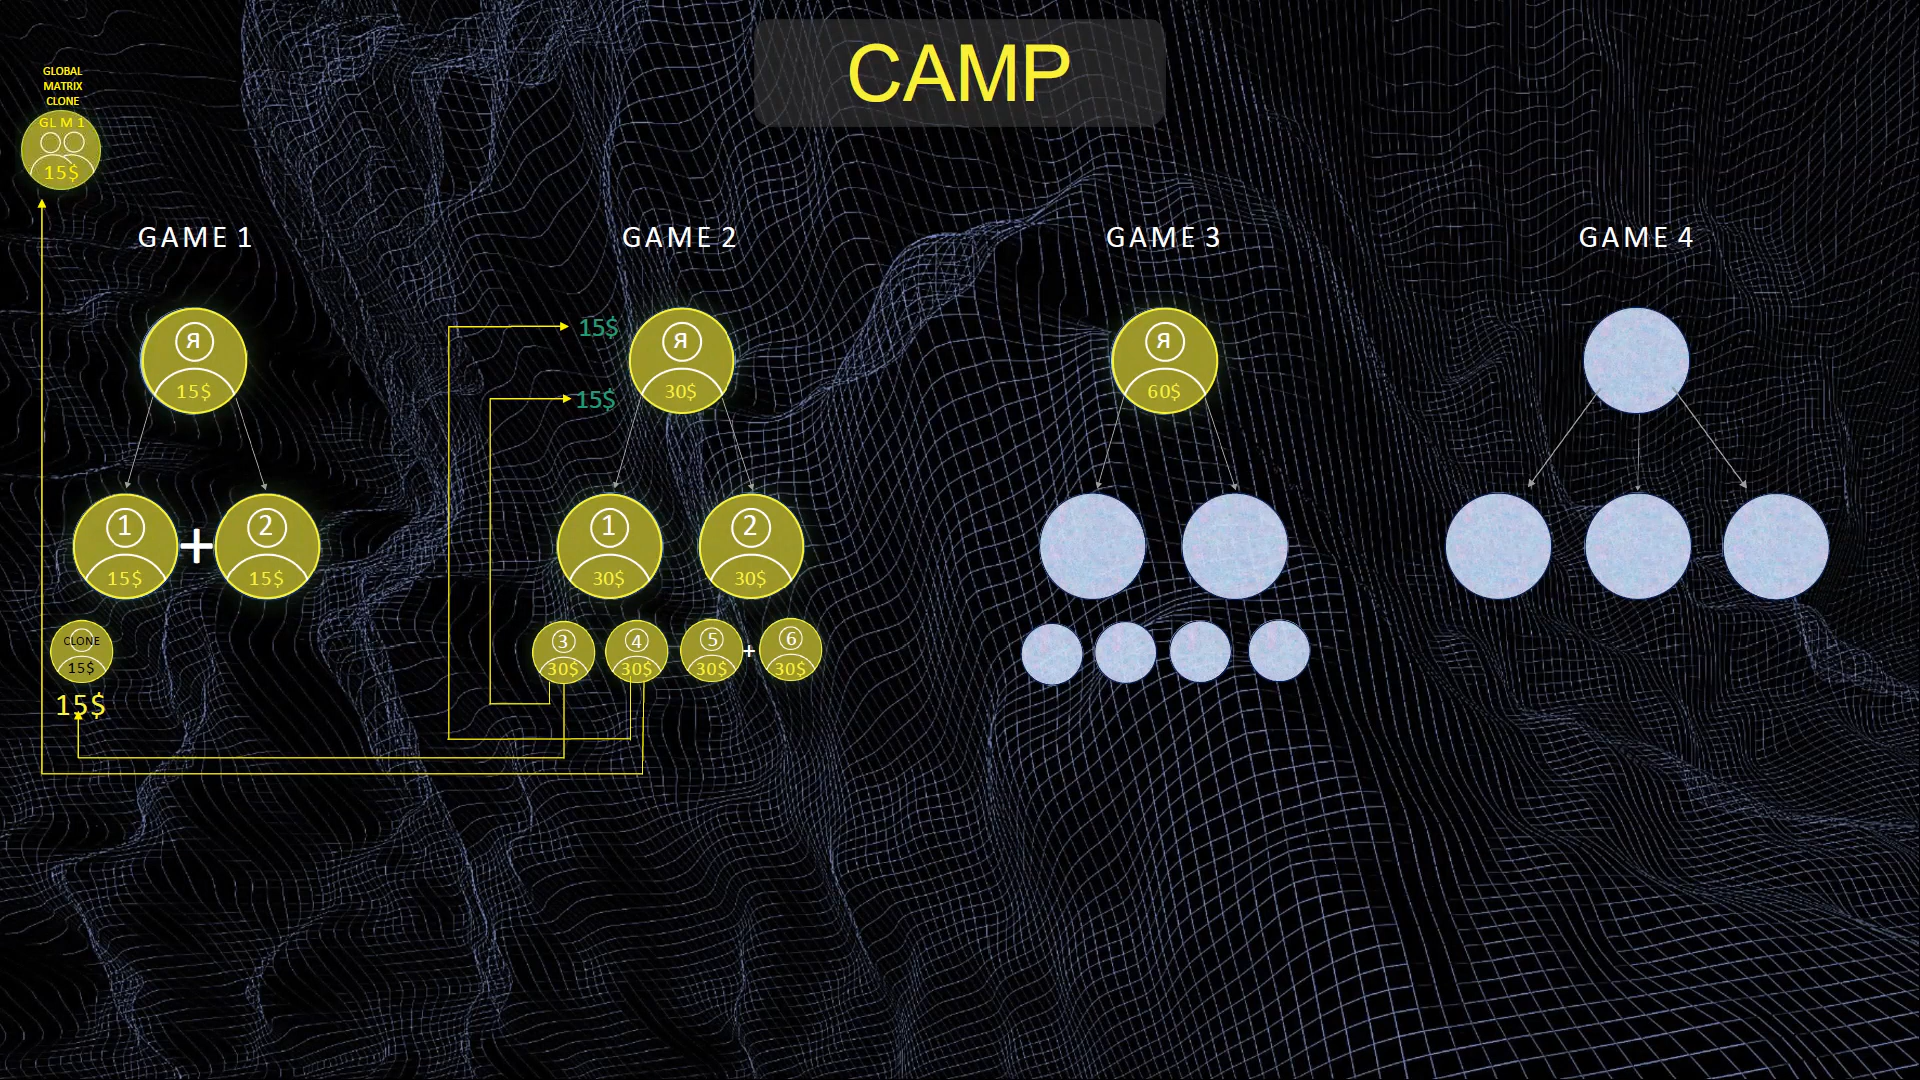 CAMP
GLOBAL
MATRIX
CLONE
GL M 1
15$
GAME 1
GAME 2
GAME 3
GAME 4
Я
15$
15$
15$
Я
30$
Я
60$
1
15$
+
2
15$
1
30$
2
30$
CLONE
15$
15$
3
30$
4
30$
5
30$
+
6
30$